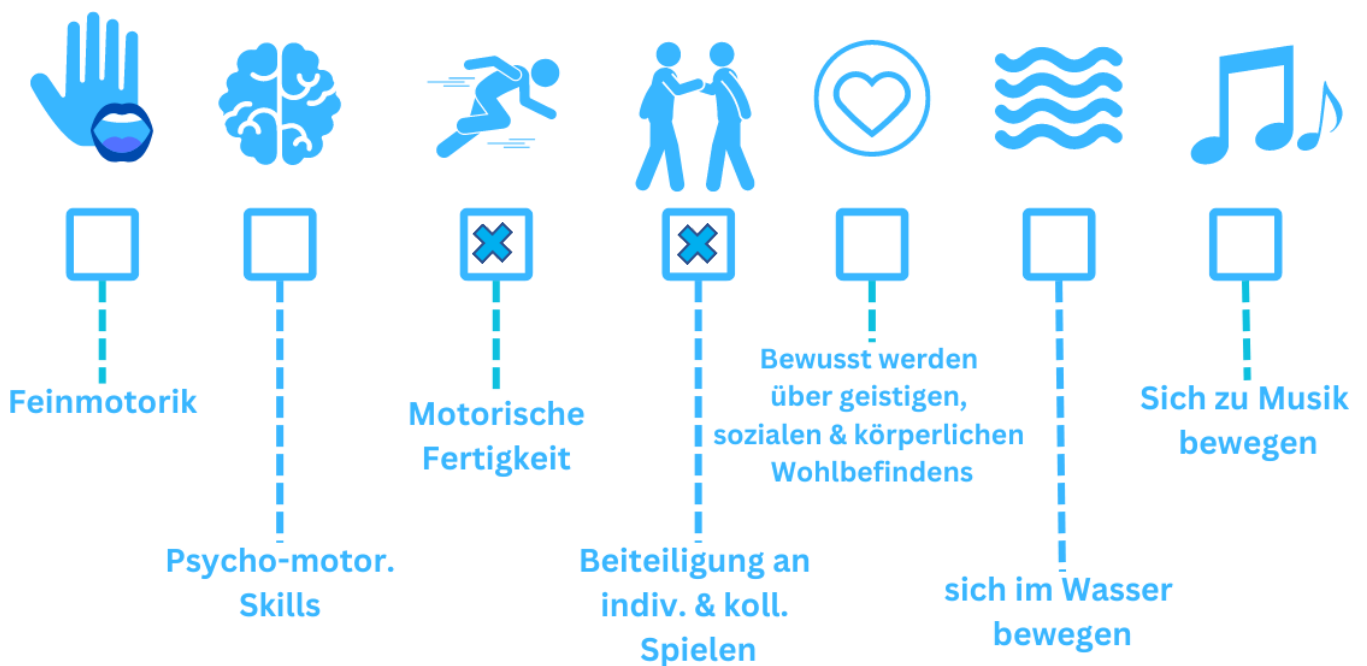 Feinmotorik
Psycho-motor.
Skills
Motorische
Fertigkeit
Beiteiligung an
indiv. & koll.
Spielen
Bewusst werden
über geistigen,
sozialen & körperlichen
Wohlbefindens
sich im Wasser
bewegen
Sich zu Musik
bewegen